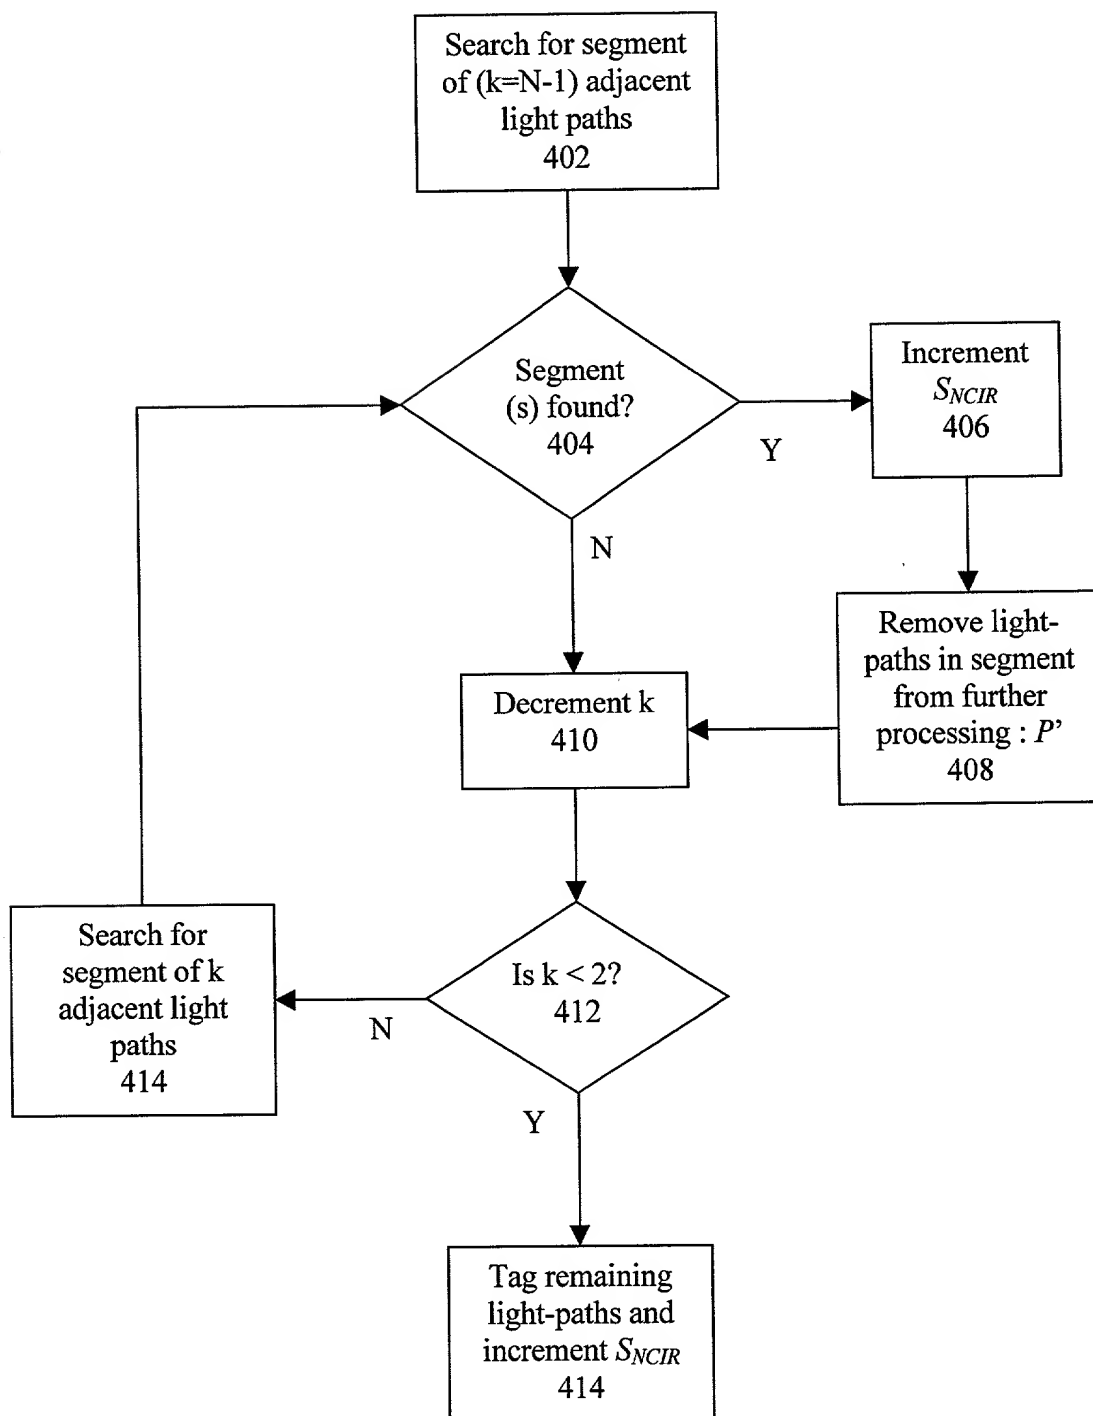 Search for segment
of (k=N-1) adjacent
light paths
402
Segment
(s) found?
404
Y
N
Increment
S_NCIR
406
Remove light-
paths in segment
from further
processing : P’
408
Decrement k
410
Is k < 2?
412
N
Y
Search for
segment of k
adjacent light
paths
414
Tag remaining
light-paths and
increment S_NCIR
414